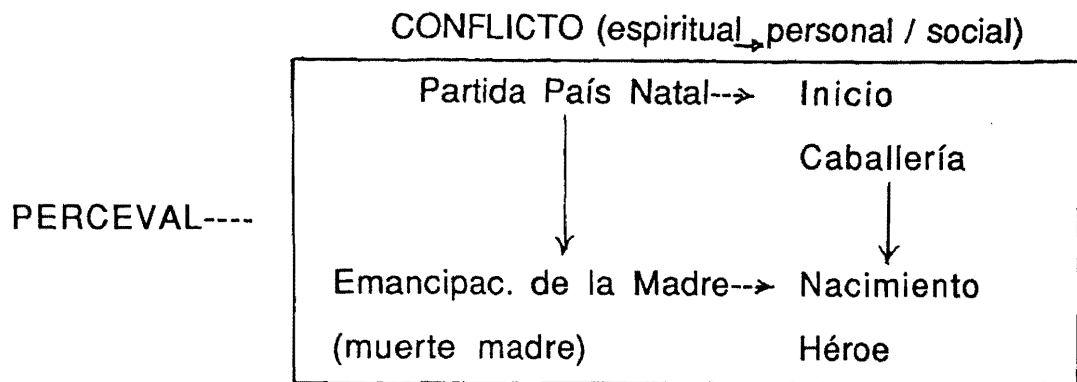 CONFLICTO (espiritual→personal / social)
Partida País Natal--> Inicio
Caballería
PERCEVAL----
Emancipac. de la Madre--> Nacimiento
(muerte madre) Héroe